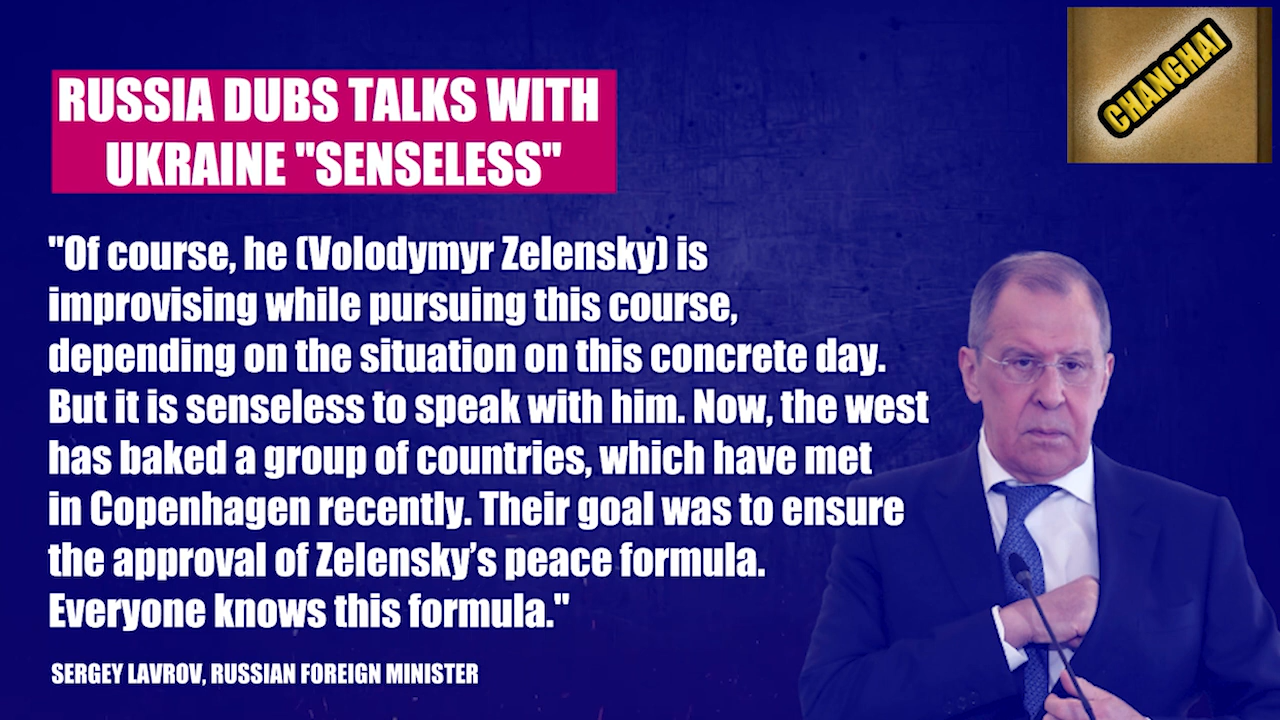 RUSSIA DUBS TALKS WITH
UKRAINE "SENSELESS"
CHANGHAI
"Of course, he (Volodymyr Zelensky) is
improvising while pursuing this course,
depending on the situation on this concrete day.
But it is senseless to speak with him. Now, the west
has baked a group of countries, which have met
in Copenhagen recently. Their goal was to ensure
the approval of Zelensky’s peace formula.
Everyone knows this formula."
SERGEY LAVROV, RUSSIAN FOREIGN MINISTER